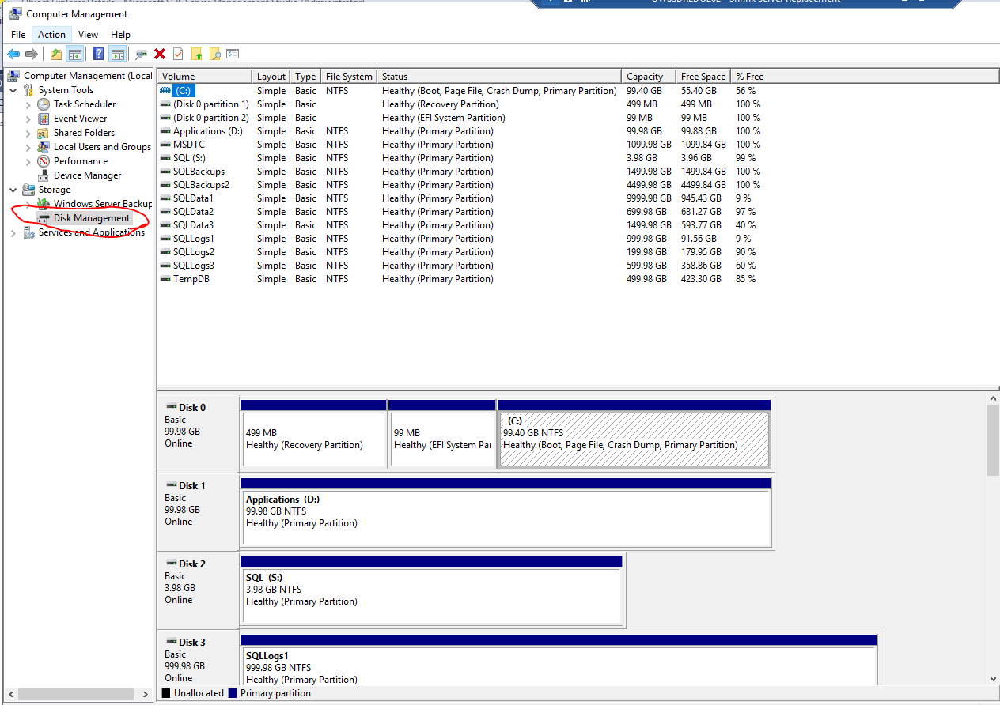 Computer Management
File Action View Help
Computer Management (Local
System Tools
Task Scheduler
Event Viewer
Shared Folders
Local Users and Groups
Performance
Device Manager
Storage
Windows Server Backup
Disk Management
Services and Applications
Volume Layout Type File System Status Capacity Free Space % Free
(C:) Simple Basic NTFS Healthy (Boot, Page File, Crash Dump, Primary Partition) 99.40 GB 55.40 GB 56 %
(Disk 0 partition 1) Simple Basic Healthy (Recovery Partition) 499 MB 499 MB 100 %
(Disk 0 partition 2) Simple Basic Healthy (EFI System Partition) 99 MB 99 MB 100 %
Applications (D:) Simple Basic NTFS Healthy (Primary Partition) 99.98 GB 99.88 GB 100 %
MSDTC Simple Basic NTFS Healthy (Primary Partition) 1099.98 GB 1099.84 GB 100 %
SQL (S:) Simple Basic NTFS Healthy (Primary Partition) 3.98 GB 3.96 GB 99 %
SQLBackups Simple Basic NTFS Healthy (Primary Partition) 1499.98 GB 1499.84 GB 100 %
SQLBackups2 Simple Basic NTFS Healthy (Primary Partition) 4499.98 GB 4499.84 GB 100 %
SQLData1 Simple Basic NTFS Healthy (Primary Partition) 9999.98 GB 945.43 GB 9 %
SQLData2 Simple Basic NTFS Healthy (Primary Partition) 699.98 GB 681.27 GB 97 %
SQLData3 Simple Basic NTFS Healthy (Primary Partition) 1499.98 GB 593.77 GB 40 %
SQLLogs1 Simple Basic NTFS Healthy (Primary Partition) 999.98 GB 91.56 GB 9 %
SQLLogs2 Simple Basic NTFS Healthy (Primary Partition) 199.98 GB 179.95 GB 90 %
SQLLogs3 Simple Basic NTFS Healthy (Primary Partition) 599.98 GB 358.86 GB 60 %
TempDB Simple Basic NTFS Healthy (Primary Partition) 499.98 GB 423.30 GB 85 %
Disk 0
Basic
99.98 GB
Online
499 MB
Healthy (Recovery Partition)
99 MB
Healthy (EFI System Pa
(C:)
99.40 GB NTFS
Healthy (Boot, Page File, Crash Dump, Primary Partition)
Disk 1
Basic
99.98 GB
Online
Applications (D:)
99.98 GB NTFS
Healthy (Primary Partition)
Disk 2
Basic
3.98 GB
Online
SQL (S:)
3.98 GB NTFS
Healthy (Primary Partition)
Disk 3
Basic
999.98 GB
Online
SQLLogs1
999.98 GB NTFS
Healthy (Primary Partition)
Unallocated Primary partition